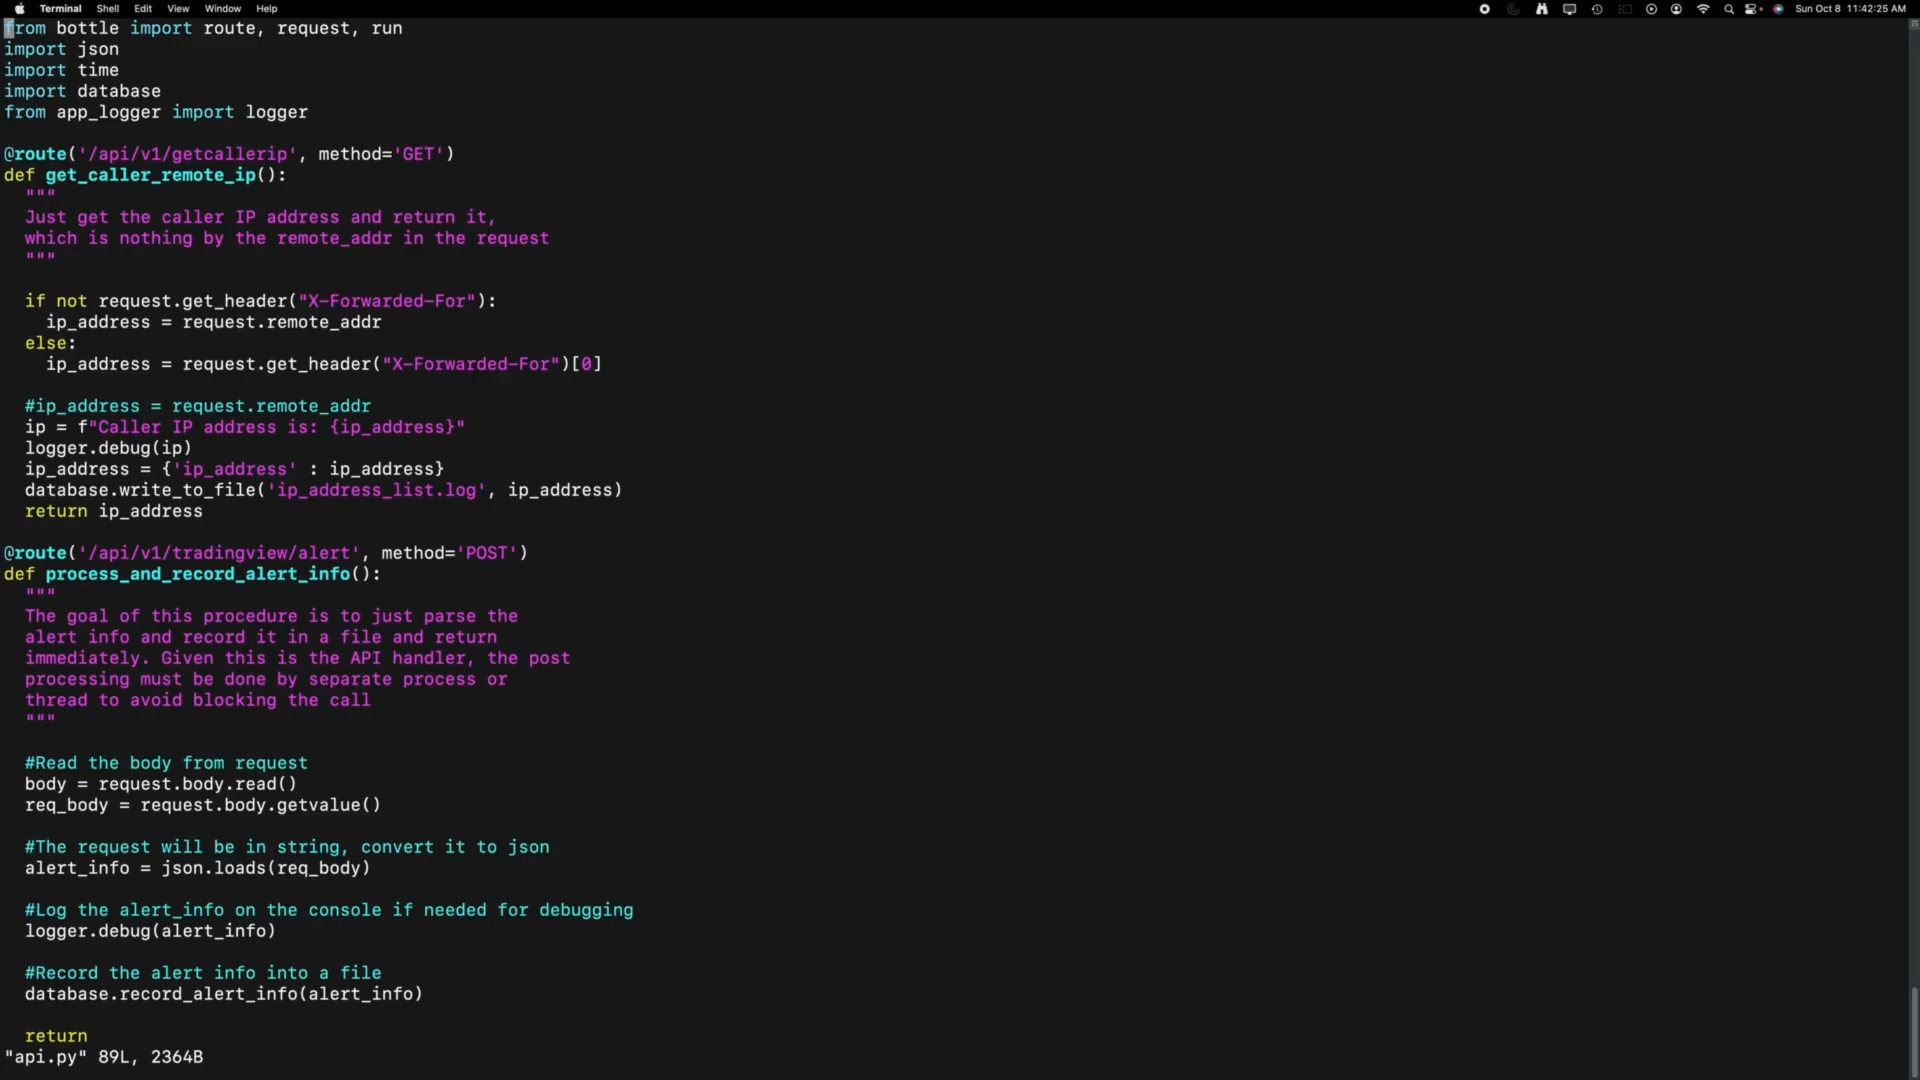 Terminal Shell Edit View Window Help Sun Oct 8 11:42:25 AM
from bottle import route, request, run
import json
import time
import database
from app_logger import logger
@route('/api/v1/getcallerip', method='GET')
def get_caller_remote_ip():
"""
Just get the caller IP address and return it,
which is nothing by the remote_addr in the request
"""
if not request.get_header("X-Forwarded-For"):
ip_address = request.remote_addr
else:
ip_address = request.get_header("X-Forwarded-For")[0]
#ip_address = request.remote_addr
ip = f"Caller IP address is: {ip_address}"
logger.debug(ip)
ip_address = {'ip_address' : ip_address}
database.write_to_file('ip_address_list.log', ip_address)
return ip_address
@route('/api/v1/tradingview/alert', method='POST')
def process_and_record_alert_info():
"""
The goal of this procedure is to just parse the
alert info and record it in a file and return
immediately. Given this is the API handler, the post
processing must be done by separate process or
thread to avoid blocking the call
"""
#Read the body from request
body = request.body.read()
req_body = request.body.getvalue()
#The request will be in string, convert it to json
alert_info = json.loads(req_body)
#Log the alert_info on the console if needed for debugging
logger.debug(alert_info)
#Record the alert info into a file
database.record_alert_info(alert_info)
return
"api.py" 89L, 2364B